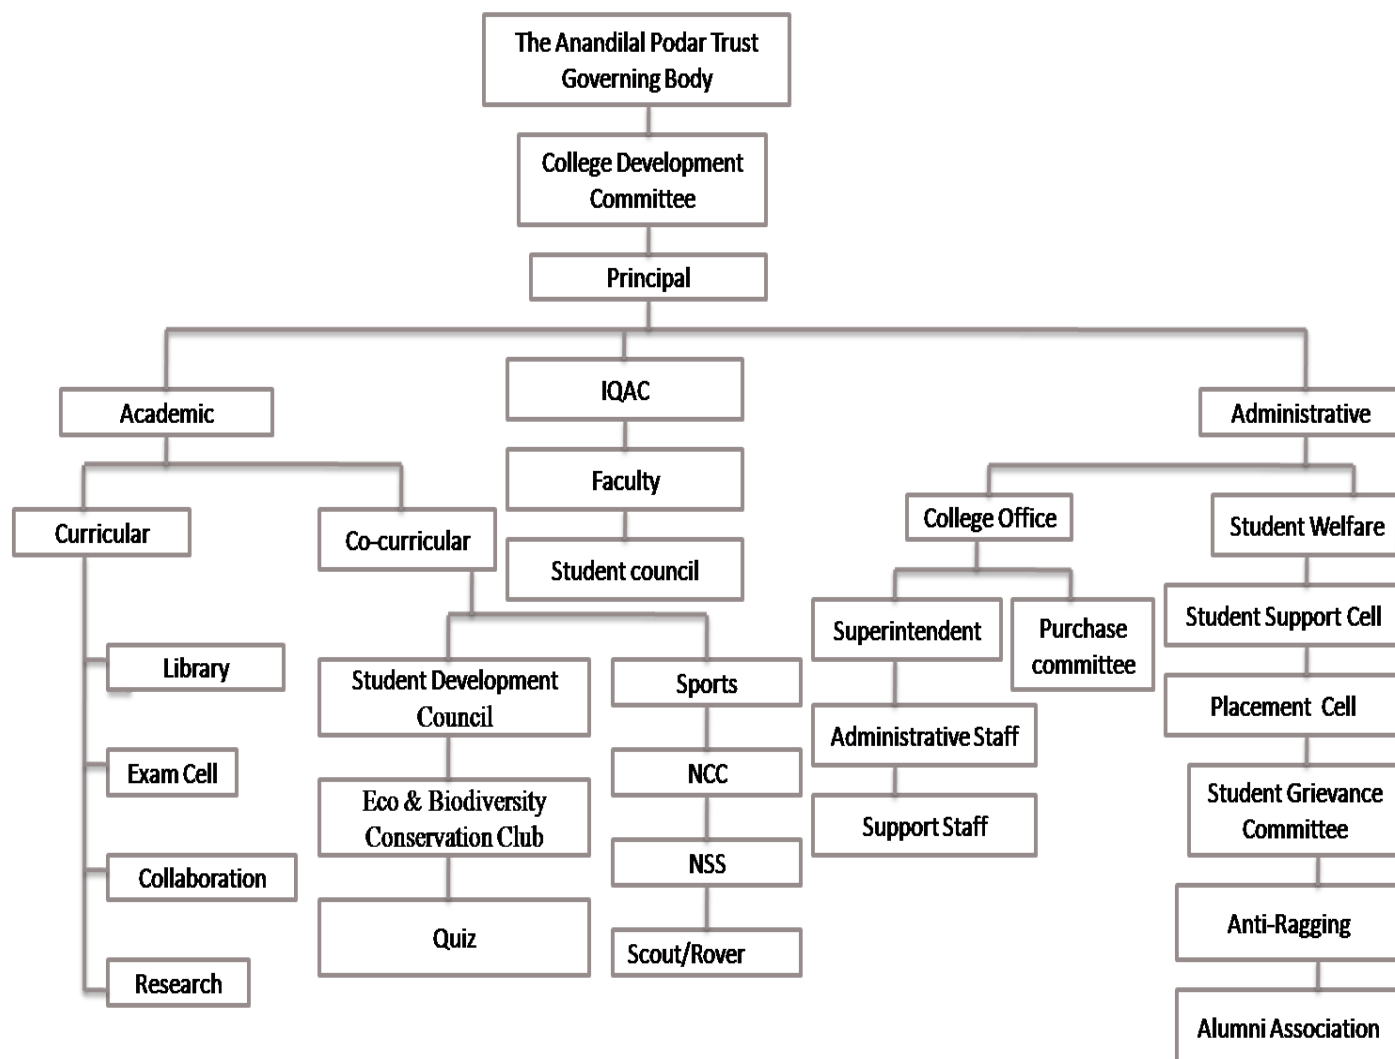 The Anandilal Podar Trust
Governing Body
College Development
Committee
Principal
Academic
IQAC
Administrative
Faculty
Curricular
Co-curricular
Student council
College Office
Student Welfare
Library
Exam Cell
Collaboration
Research
Student Development
Council
Eco & Biodiversity
Conservation Club
Quiz
Sports
NCC
NSS
Scout/Rover
Superintendent
Administrative Staff
Support Staff
Purchase
committee
Student Support Cell
Placement Cell
Student Grievance
Committee
Anti-Ragging
Alumni Association